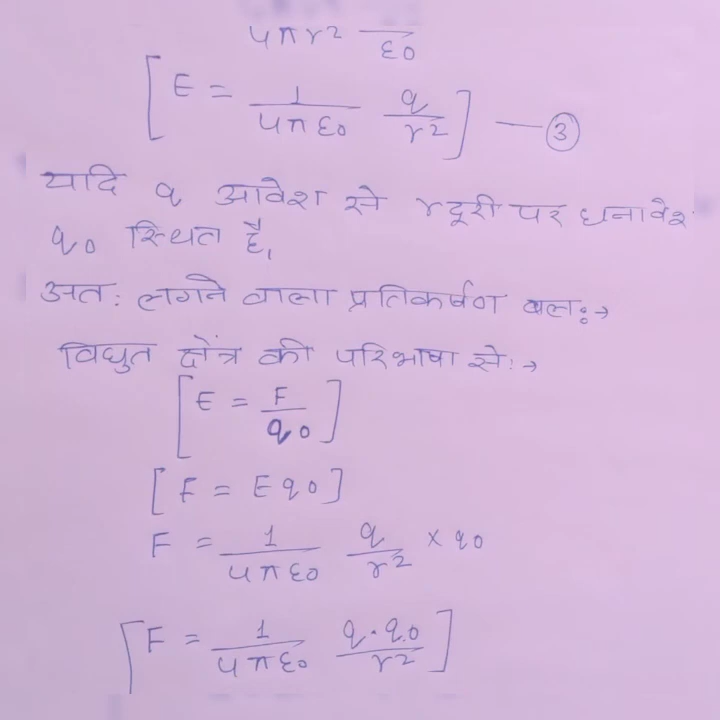 4πr² ε0
[E = 1/4πε0 q/r²] — ③
यदि q आवेश से r दूरी पर धनावेश
q0 स्थित है,
अतः लगने वाला प्रतिकर्षण बलः→
विधुत क्षेंत्र की परिभाषा सेः→
[E = F/q0]
[F = E q0]
F = 1/4πε0 q/r² × q0
[F = 1/4πε0 q.q0/r²]